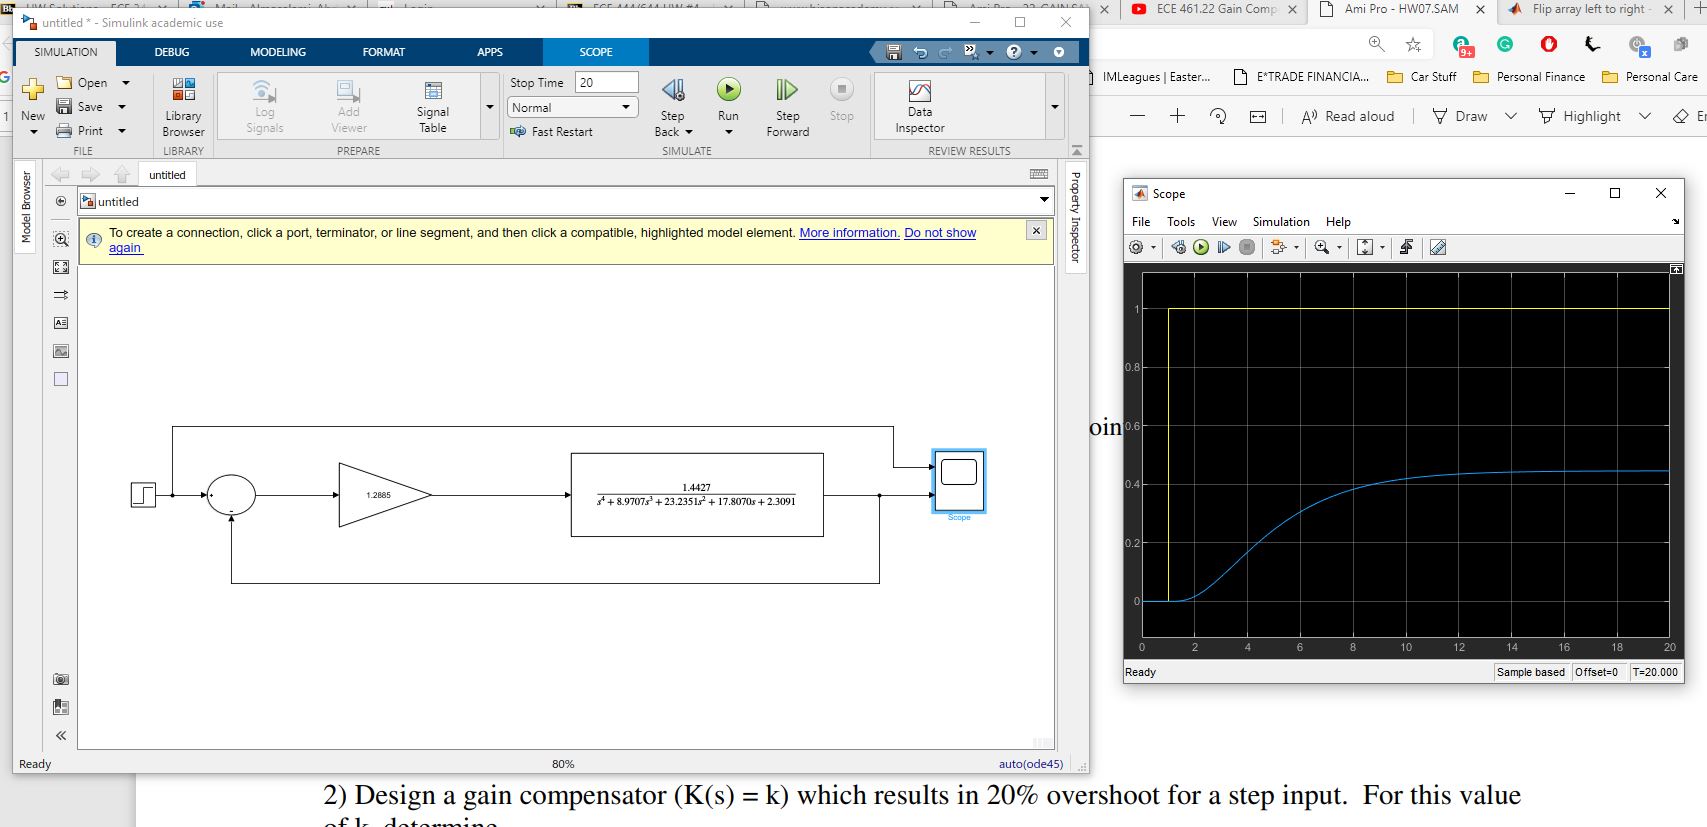 untitled * - Simulink academic use
ECE 461.22 Gain Comp
Ami Pro - HW07.SAM
Flip array left to right -
SIMULATION DEBUG MODELING FORMAT APPS SCOPE
9+
x
IMLeagues | Easter...
E*TRADE FINANCIA...
Car Stuff
Personal Finance
Personal Care
New
Open
Save
Print
FILE
Library
Browser
LIBRARY
Log
Signals
Add
Viewer
Signal
Table
PREPARE
Stop Time 20
Normal
Fast Restart
Step
Back
Run
Step
Forward
Stop
SIMULATE
Data
Inspector
REVIEW RESULTS
1
Read aloud
Draw
Highlight
Er
Model Browser
untitled
Property Inspector
untitled
To create a connection, click a port, terminator, or line segment, and then click a compatible, highlighted model element. More information. Do not show
again
1.2885
1.4427
s⁴ + 8.9707s³ + 23.2351s² + 17.8070s + 2.3091
+
-
Scope
oin
Ready
80%
auto(ode45)
Scope
File Tools View Simulation Help
1
0.8
0.6
0.4
0.2
0
0 2 4 6 8 10 12 14 16 18 20
Ready
Sample based Offset=0 T=20.000
2) Design a gain compensator (K(s) = k) which results in 20% overshoot for a step input. For this value
of k, determine